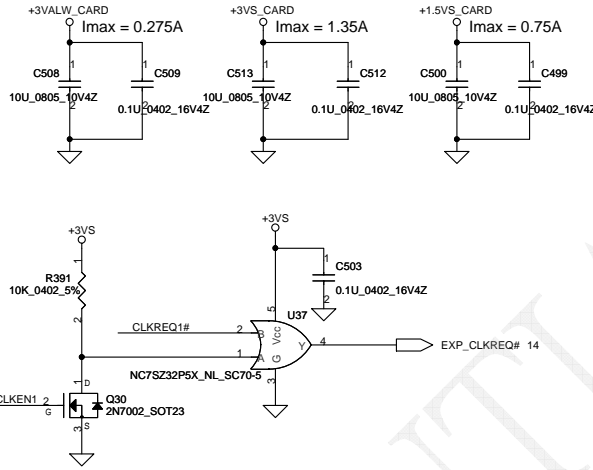 +3VALW_CARD
Imax = 0.275A
+3VS_CARD
Imax = 1.35A
+1.5VS_CARD
Imax = 0.75A
1
C508
10U_0805_10V4Z
2
1
C509
0.1U_0402_16V4Z
2
1
C513
10U_0805_10V4Z
2
1
C512
0.1U_0402_16V4Z
2
1
C500
10U_0805_10V4Z
2
1
C499
0.1U_0402_16V4Z
2
+3VS
1
R391
10K_0402_5%
2
+3VS
1
C503
0.1U_0402_16V4Z
2
U37
5
Vcc
CLKREQ1#
2
B
1
A
G
Y
4
3
EXP_CLKREQ# 14
NC7SZ32P5X_NL_SC70-5
1
D
CLKEN1
2
G
Q30
2N7002_SOT23
3
S